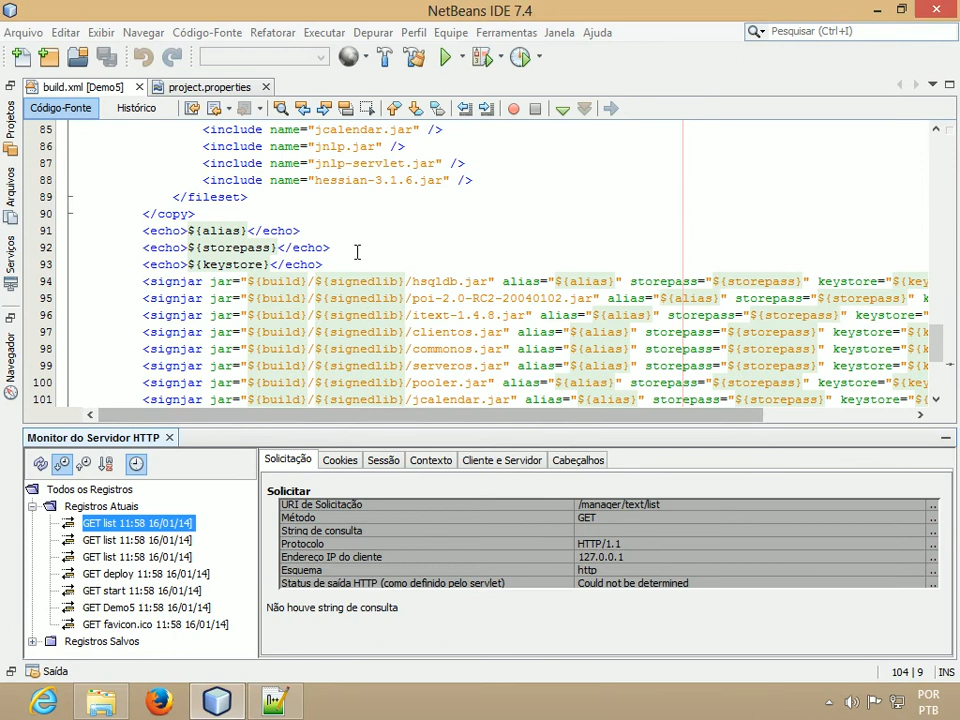 NetBeans IDE 7.4
Arquivo Editar Exibir Navegar Código-Fonte Refatorar Executar Depurar Perfil Equipe Ferramentas Janela Ajuda
Pesquisar (Ctrl+I)
build.xml [Demo5] project.properties
Código-Fonte Histórico
Projetos
Arquivos
Serviços
Navegador
85 <include name="jcalendar.jar" />
86 <include name="jnlp.jar" />
87 <include name="jnlp-servlet.jar" />
88 <include name="hessian-3.1.6.jar" />
89 </fileset>
90 </copy>
91 <echo>${alias}</echo>
92 <echo>${storepass}</echo>
93 <echo>${keystore}</echo>
94 <signjar jar="${build}/${signedlib}/hsqldb.jar" alias="${alias}" storepass="${storepass}" keystore="${key
95 <signjar jar="${build}/${signedlib}/poi-2.0-RC2-20040102.jar" alias="${alias}" storepass="${storepass}" k
96 <signjar jar="${build}/${signedlib}/itext-1.4.8.jar" alias="${alias}" storepass="${storepass}" keystore="
97 <signjar jar="${build}/${signedlib}/clientos.jar" alias="${alias}" storepass="${storepass}" keystore="${k
98 <signjar jar="${build}/${signedlib}/commonos.jar" alias="${alias}" storepass="${storepass}" keystore="${k
99 <signjar jar="${build}/${signedlib}/serveros.jar" alias="${alias}" storepass="${storepass}" keystore="${k
100 <signjar jar="${build}/${signedlib}/pooler.jar" alias="${alias}" storepass="${storepass}" keystore="${key
101 <signjar jar="${build}/${signedlib}/jcalendar.jar" alias="${alias}" storepass="${storepass}" keystore="${
Monitor do Servidor HTTP
Todos os Registros
Registros Atuais
GET list 11:58 16/01/14]
GET list 11:58 16/01/14]
GET list 11:58 16/01/14]
GET deploy 11:58 16/01/14]
GET start 11:58 16/01/14]
GET Demo5 11:58 16/01/14]
GET favicon.ico 11:58 16/01/14]
Registros Salvos
Solicitação Cookies Sessão Contexto Cliente e Servidor Cabeçalhos
Solicitar
URI de Solicitação /manager/text/list ..
Método GET ..
String de consulta ..
Protocolo HTTP/1.1 ..
Endereço IP do cliente 127.0.0.1 ..
Esquema http ..
Status de saída HTTP (como definido pelo servlet) Could not be determined ..
Não houve string de consulta
Saída
104 | 9 INS
POR
PTB